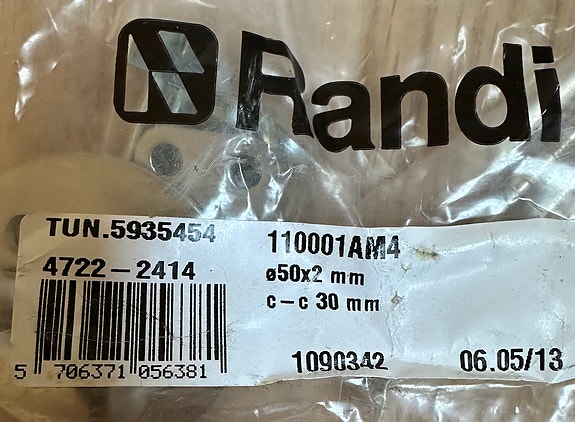 Randi
TUN.5935454
110001AM4
4722-2414
ø50x2 mm
c-c 30 mm
5 706371 056381
1090342
06.05/13